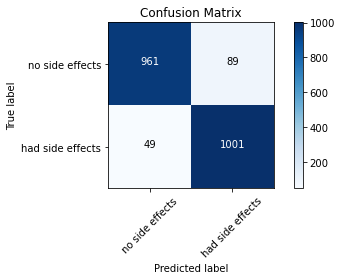 Confusion Matrix
True label
no side effects
961
89
had side effects
49
1001
1000
800
600
400
200
no side effects
had side effects
Predicted label